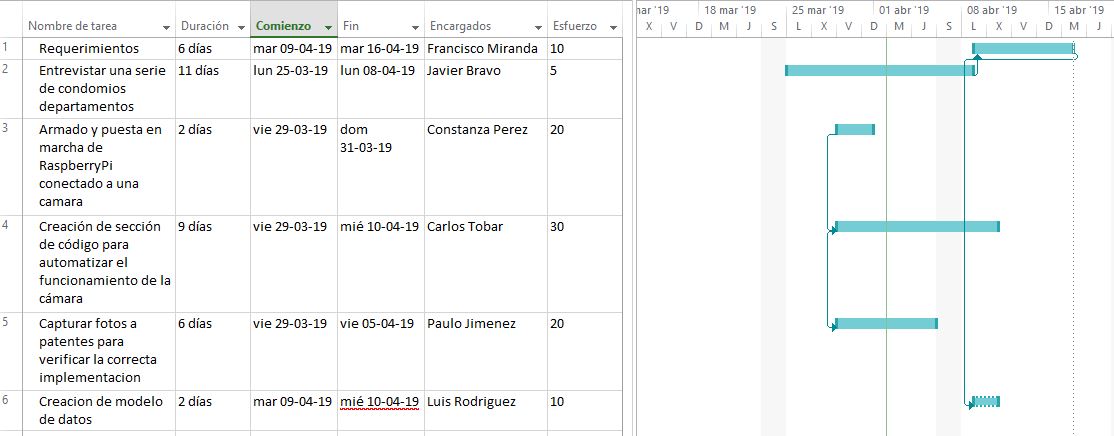 Nombre de tarea Duración Comienzo Fin Encargados Esfuerzo
mar '19 18 mar '19 25 mar '19 01 abr '19 08 abr '19 15 abr '19
X V D M J S L X V D M J S L X V D M J
1 Requerimientos 6 días mar 09-04-19 mar 16-04-19 Francisco Miranda 10
2 Entrevistar una serie 11 días lun 25-03-19 lun 08-04-19 Javier Bravo 5
de condomios
departamentos
3 Armado y puesta en 2 días vie 29-03-19 dom Constanza Perez 20
marcha de 31-03-19
RaspberryPi
conectado a una
camara
4 Creación de sección 9 días vie 29-03-19 mié 10-04-19 Carlos Tobar 30
de código para
automatizar el
funcionamiento de la
cámara
5 Capturar fotos a 6 días vie 29-03-19 vie 05-04-19 Paulo Jimenez 20
patentes para
verificar la correcta
implementacion
6 Creacion de modelo 2 días mar 09-04-19 mié 10-04-19 Luis Rodriguez 10
de datos